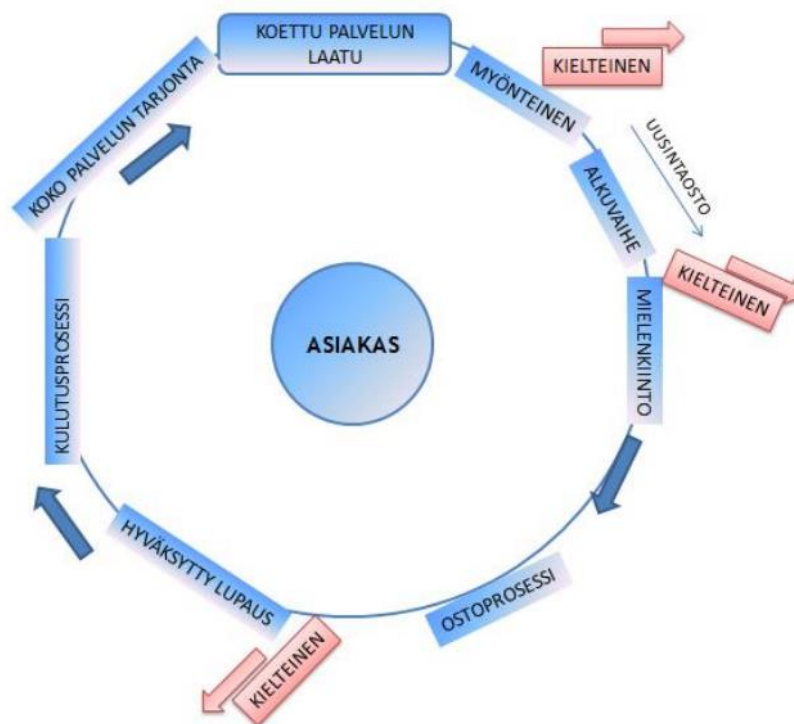 KOETTU PALVELUN
LAATU
MYÖNTEINEN
KIELTEINEN
UUSINTAOSTO
ALKUVAIHE
KIELTEINEN
MIELENKIINTO
OSTOPROSESSI
KIELTEINEN
HYVÄKSYTTY LUPAUS
KULUTUSPROSESSI
KOKO PALVELUN TARJONTA
ASIAKAS